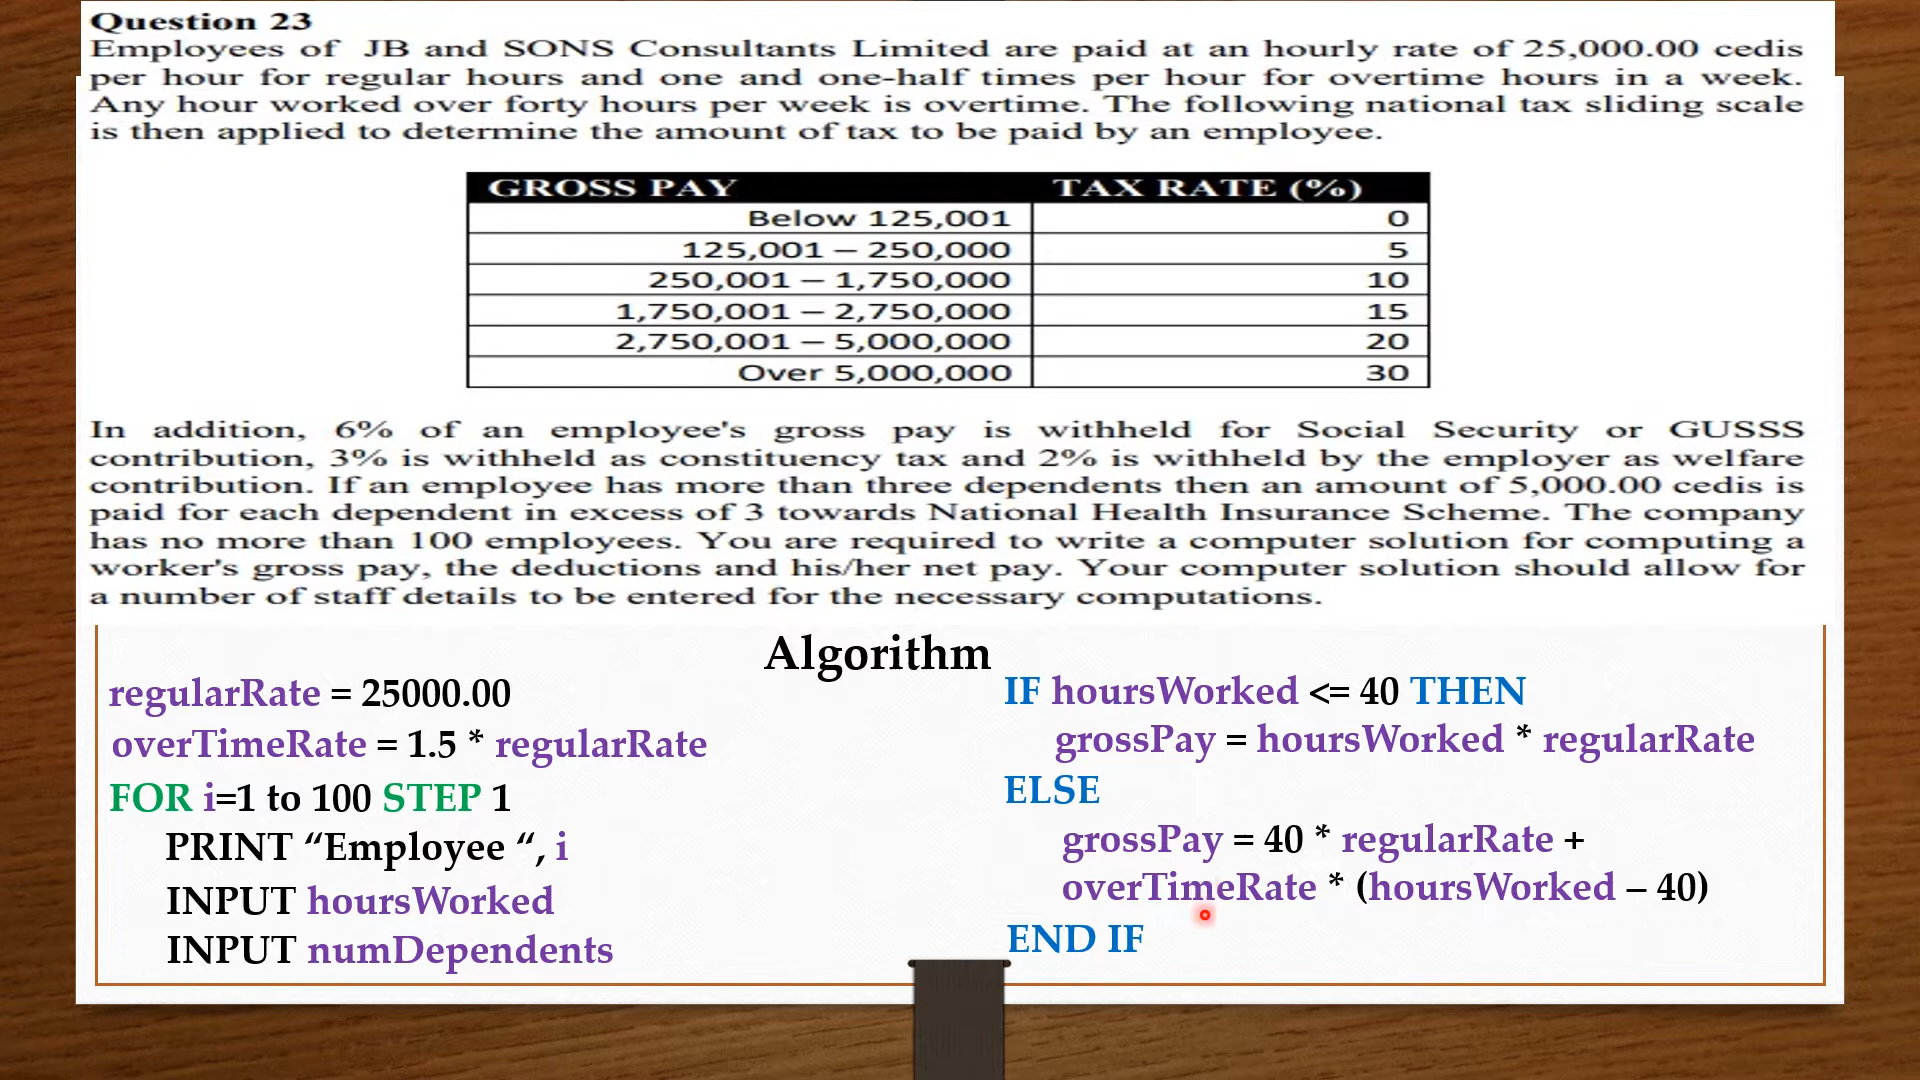 Question 23
Employees of JB and SONS Consultants Limited are paid at an hourly rate of 25,000.00 cedis
per hour for regular hours and one and one-half times per hour for overtime hours in a week.
Any hour worked over forty hours per week is overtime. The following national tax sliding scale
is then applied to determine the amount of tax to be paid by an employee.
GROSS PAY TAX RATE (%)
Below 125,001 0
125,001 – 250,000 5
250,001 – 1,750,000 10
1,750,001 – 2,750,000 15
2,750,001 – 5,000,000 20
Over 5,000,000 30
In addition, 6% of an employee's gross pay is withheld for Social Security or GUSSS
contribution, 3% is withheld as constituency tax and 2% is withheld by the employer as welfare
contribution. If an employee has more than three dependents then an amount of 5,000.00 cedis is
paid for each dependent in excess of 3 towards National Health Insurance Scheme. The company
has no more than 100 employees. You are required to write a computer solution for computing a
worker's gross pay, the deductions and his/her net pay. Your computer solution should allow for
a number of staff details to be entered for the necessary computations.
Algorithm
regularRate = 25000.00
overTimeRate = 1.5 * regularRate
FOR i=1 to 100 STEP 1
PRINT “Employee “, i
INPUT hoursWorked
INPUT numDependents
IF hoursWorked <= 40 THEN
grossPay = hoursWorked * regularRate
ELSE
grossPay = 40 * regularRate +
overTimeRate * (hoursWorked – 40)
END IF